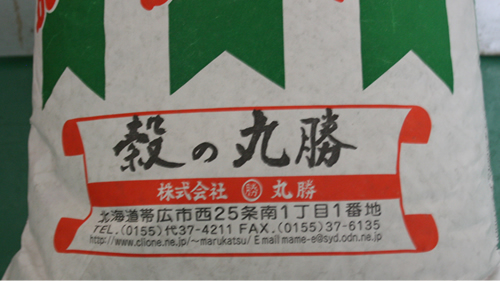 穀の丸勝
株式会社 勝 丸勝
北海道帯広市西25条南1丁目1番地
TEL.(0155)代37-4211 FAX.(0155)37-6135
http://www.clione.ne.jp/~marukatsu/ E mail mame-e@syd.odn.ne.jp